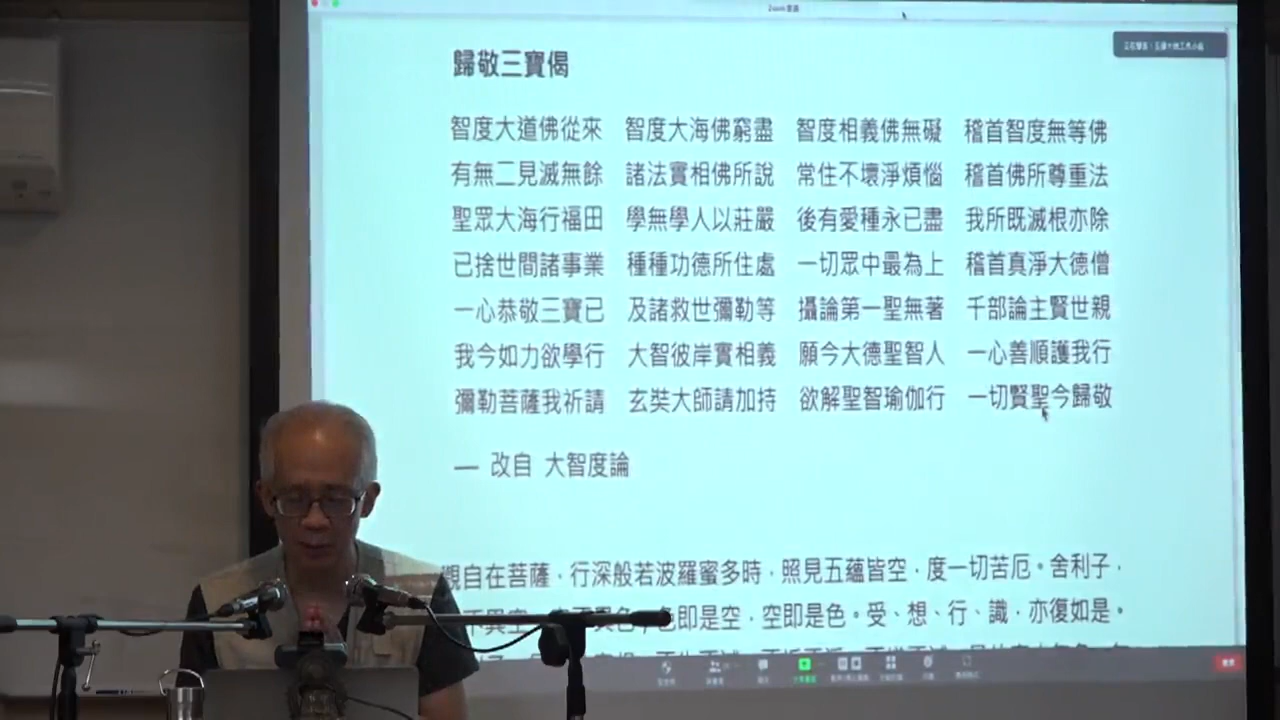 Zoom 會議
歸敬三寶偈
智度大道佛從來 智度大海佛窮盡 智度相義佛無礙 稽首智度無等佛
有無二見滅無餘 諸法實相佛所說 常住不壞淨煩惱 稽首佛所尊重法
聖眾大海行福田 學無學人以莊嚴 後有愛種永已盡 我所既滅根亦除
已捨世間諸事業 種種功德所住處 一切眾中最為上 稽首真淨大德僧
一心恭敬三寶已 及諸救世彌勒等 攝論第一聖無著 千部論主賢世親
我今如力欲學行 大智彼岸實相義 願今大德聖智人 一心善順護我行
彌勒菩薩我祈請 玄奘大師請加持 欲解聖智瑜伽行 一切賢聖今歸敬
— 改自 大智度論
觀自在菩薩，行深般若波羅蜜多時，照見五蘊皆空，度一切苦厄。舍利子，
不異空，色即是空，空即是色。受、想、行、識，亦復如是。